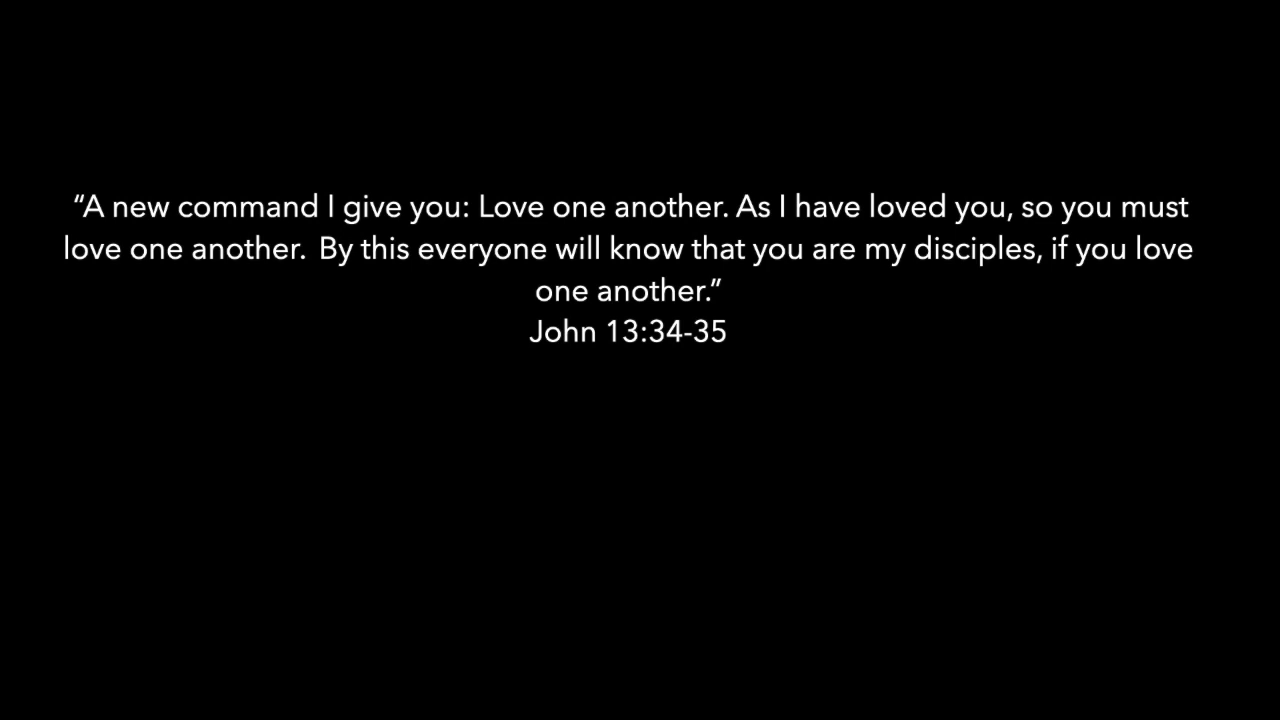 “A new command I give you: Love one another. As I have loved you, so you must
love one another.  By this everyone will know that you are my disciples, if you love
one another.”
John 13:34-35